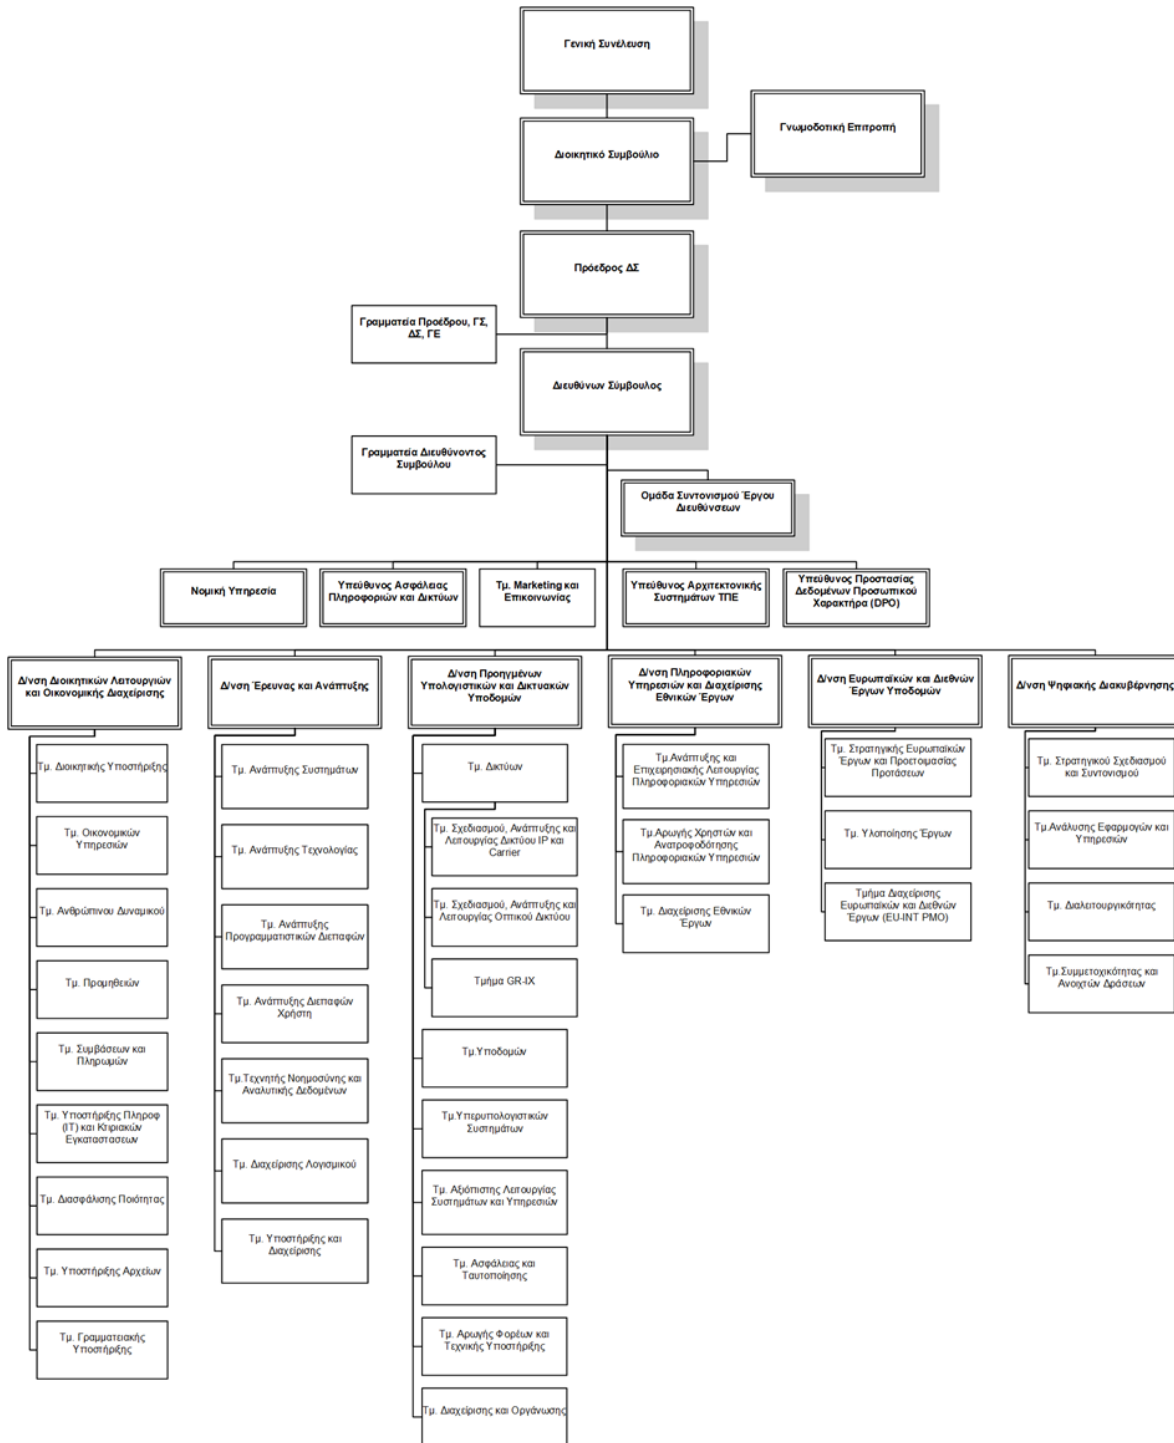 Γενική Συνέλευση
Γνωμοδοτική Επιτροπή
Διοικητικό Συμβούλιο
Πρόεδρος ΔΣ
Γραμματεία Προέδρου, ΓΣ,
ΔΣ, ΓΕ
Διευθύνων Σύμβουλος
Γραμματεία Διευθύνοντος
Συμβούλου
Ομάδα Συντονισμού Έργου
Διευθύνσεων
Νομική Υπηρεσία
Υπεύθυνος Ασφάλειας
Πληροφοριών και Δικτύων
Τμ. Marketing και
Επικοινωνίας
Υπεύθυνος Αρχιτεκτονικής
Συστημάτων ΤΠΕ
Υπεύθυνος Προστασίας
Δεδομένων Προσωπικού
Χαρακτήρα (DPO)
Δ/νση Διοικητικών Λειτουργιών
και Οικονομικής Διαχείρισης
Τμ. Διοικητικής Υποστήριξης
Τμ. Οικονομικών
Υπηρεσιών
Τμ. Ανθρώπινου Δυναμικού
Τμ. Προμηθειών
Τμ. Συμβάσεων και
Πληρωμών
Τμ. Υποστήριξης Πληροφ
(IT) και Κτιριακών
Εγκαταστασεων
Τμ. Διασφάλισης Ποιότητας
Τμ. Υποστήριξης Αρχείων
Τμ. Γραμματειακής
Υποστήριξης
Δ/νση Έρευνας και Ανάπτυξης
Τμ. Ανάπτυξης Συστημάτων
Τμ. Ανάπτυξης Τεχνολογίας
Τμ. Ανάπτυξης
Προγραμματιστικών Διεπαφών
Τμ. Ανάπτυξης Διεπαφών
Χρήστη
Τμ.Τεχνητής Νοημοσύνης και
Αναλυτικής Δεδομένων
Τμ. Διαχείρισης Λογισμικού
Τμ. Υποστήριξης και
Διαχείρισης
Δ/νση Προηγμένων
Υπολογιστικών και Δικτυακών
Υποδομών
Τμ. Δικτύων
Τμ. Σχεδιασμού, Ανάπτυξης και
Λειτουργίας Δικτύου IP και
Carrier
Τμ. Σχεδιασμού, Ανάπτυξης και
Λειτουργίας Οπτικού Δικτύου
Τμήμα GR-IX
Τμ.Υποδομών
Τμ.Υπερυπολογιστικών
Συστημάτων
Τμ. Αξιόπιστης Λειτουργίας
Συστημάτων και Υπηρεσιών
Τμ. Ασφάλειας και
Ταυτοποίησης
Τμ. Αρωγής Φορέων και
Τεχνικής Υποστήριξης
Τμ. Διαχείρισης και Οργάνωσης
Δ/νση Πληροφοριακών
Υπηρεσιών και Διαχείρισης
Εθνικών Έργων
Τμ.Ανάπτυξης και
Επιχειρησιακής Λειτουργίας
Πληροφοριακών Υπηρεσιών
Τμ.Αρωγής Χρηστών και
Ανατροφοδότησης
Πληροφοριακών Υπηρεσιών
Τμ. Διαχείρισης Εθνικών
Έργων
Δ/νση Ευρωπαϊκών και Διεθνών
Έργων Υποδομών
Τμ. Στρατηγικής Ευρωπαϊκών
Έργων και Προετοιμασίας
Προτάσεων
Τμ. Υλοποίησης Έργων
Τμήμα Διαχείρισης
Ευρωπαϊκών και Διεθνών
Έργων (EU-INT PMO)
Δ/νση Ψηφιακής Διακυβέρνησης
Τμ. Στρατηγικού Σχεδιασμού
και Συντονισμού
Τμ.Ανάλυσης Εφαρμογών και
Υπηρεσιών
Τμ. Διαλειτουργικότητας
Τμ.Συμμετοχικότητας και
Ανοιχτών Δράσεων